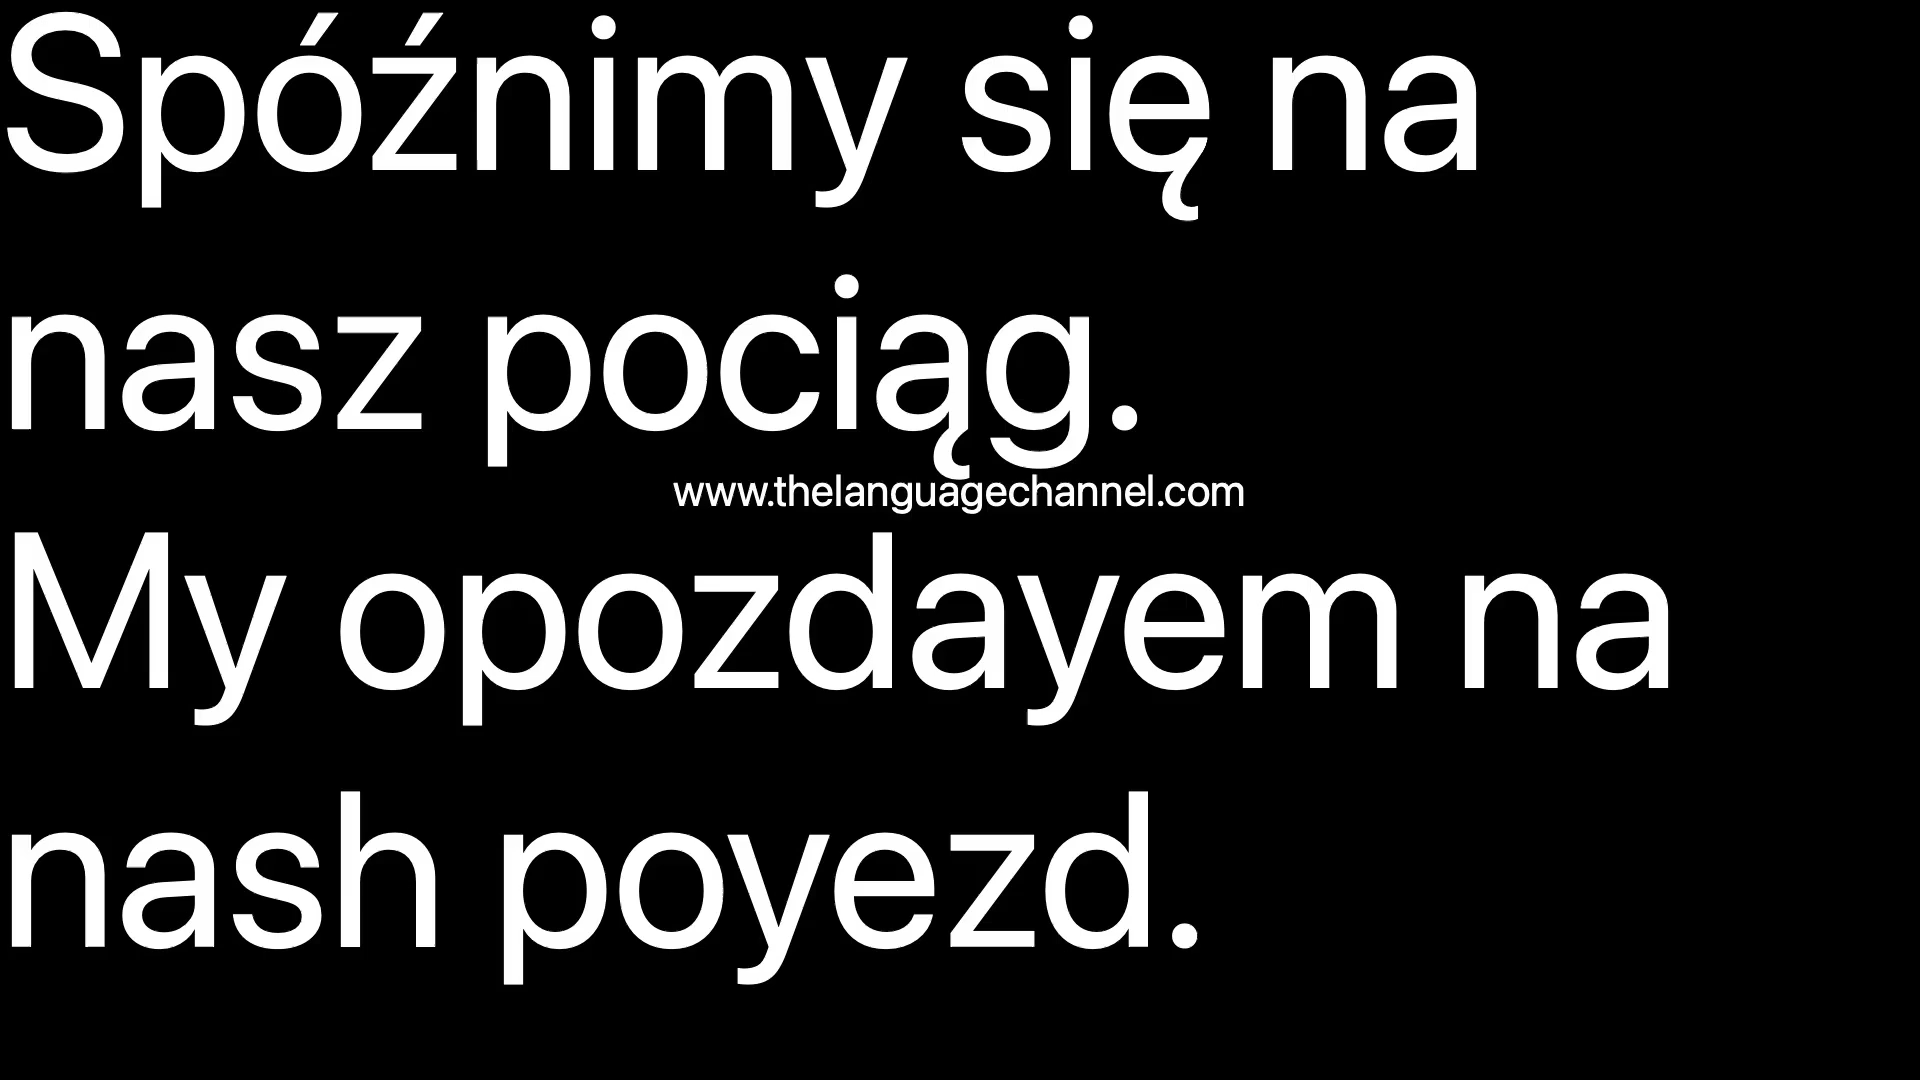 Spóźnimy się na
nasz pociąg.
www.thelanguagechannel.com
My opozdayem na
nash poyezd.